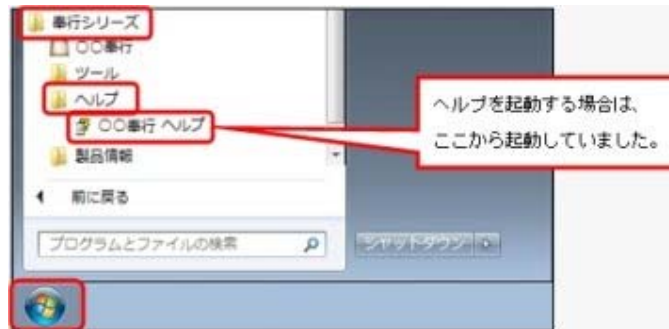 奉行シリーズ
〇〇奉行
ツール
ヘルプ
〇〇奉行 ヘルプ
製品情報
前に戻る
プログラムとファイルの検索
シャットダウン
ヘルプを起動する場合は、
ここから起動していました。